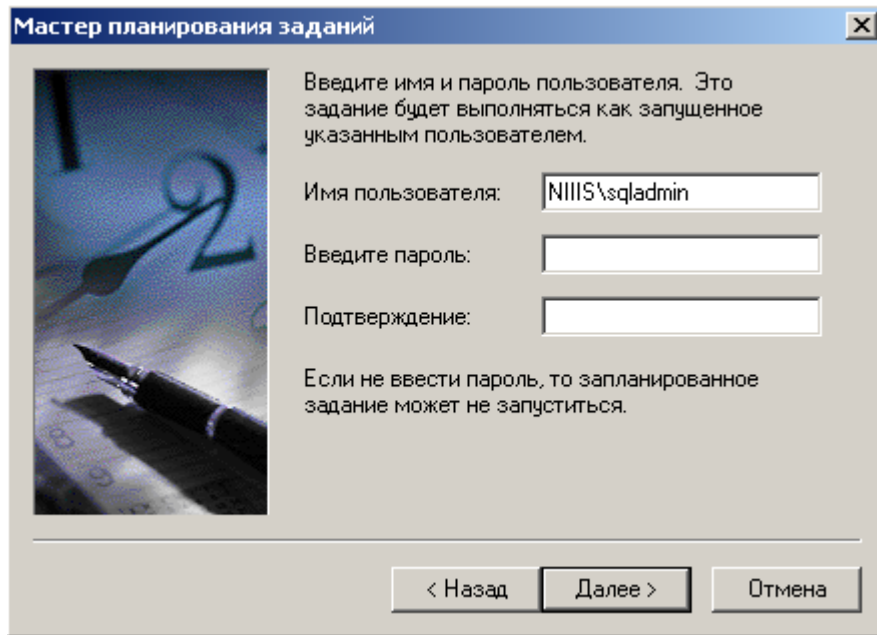 Мастер планирования заданий
Введите имя и пароль пользователя. Это
задание будет выполняться как запущенное
указанным пользователем.
Имя пользователя: NIIIS\sqladmin
Введите пароль:
Подтверждение:
Если не ввести пароль, то запланированное
задание может не запуститься.
< Назад Далее > Отмена